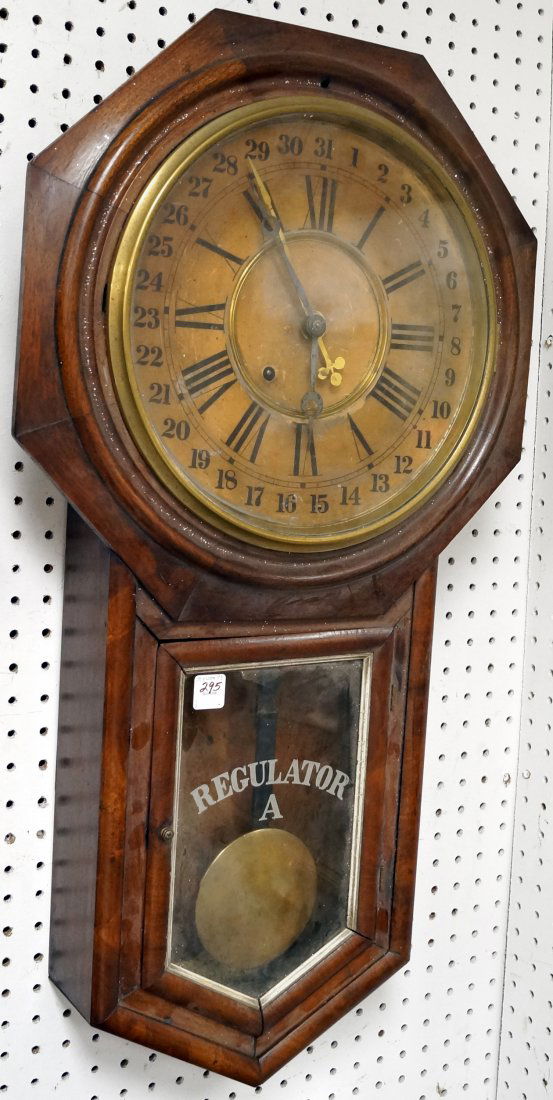 1 2 3 4 5 6 7 8 9 10 11 12 13 14 15 16 17 18 19 20 21 22 23 24 25 26 27 28 29 30 31
XII I II III IIII V VI VII VIII IX X XI
295
REGULATOR
A